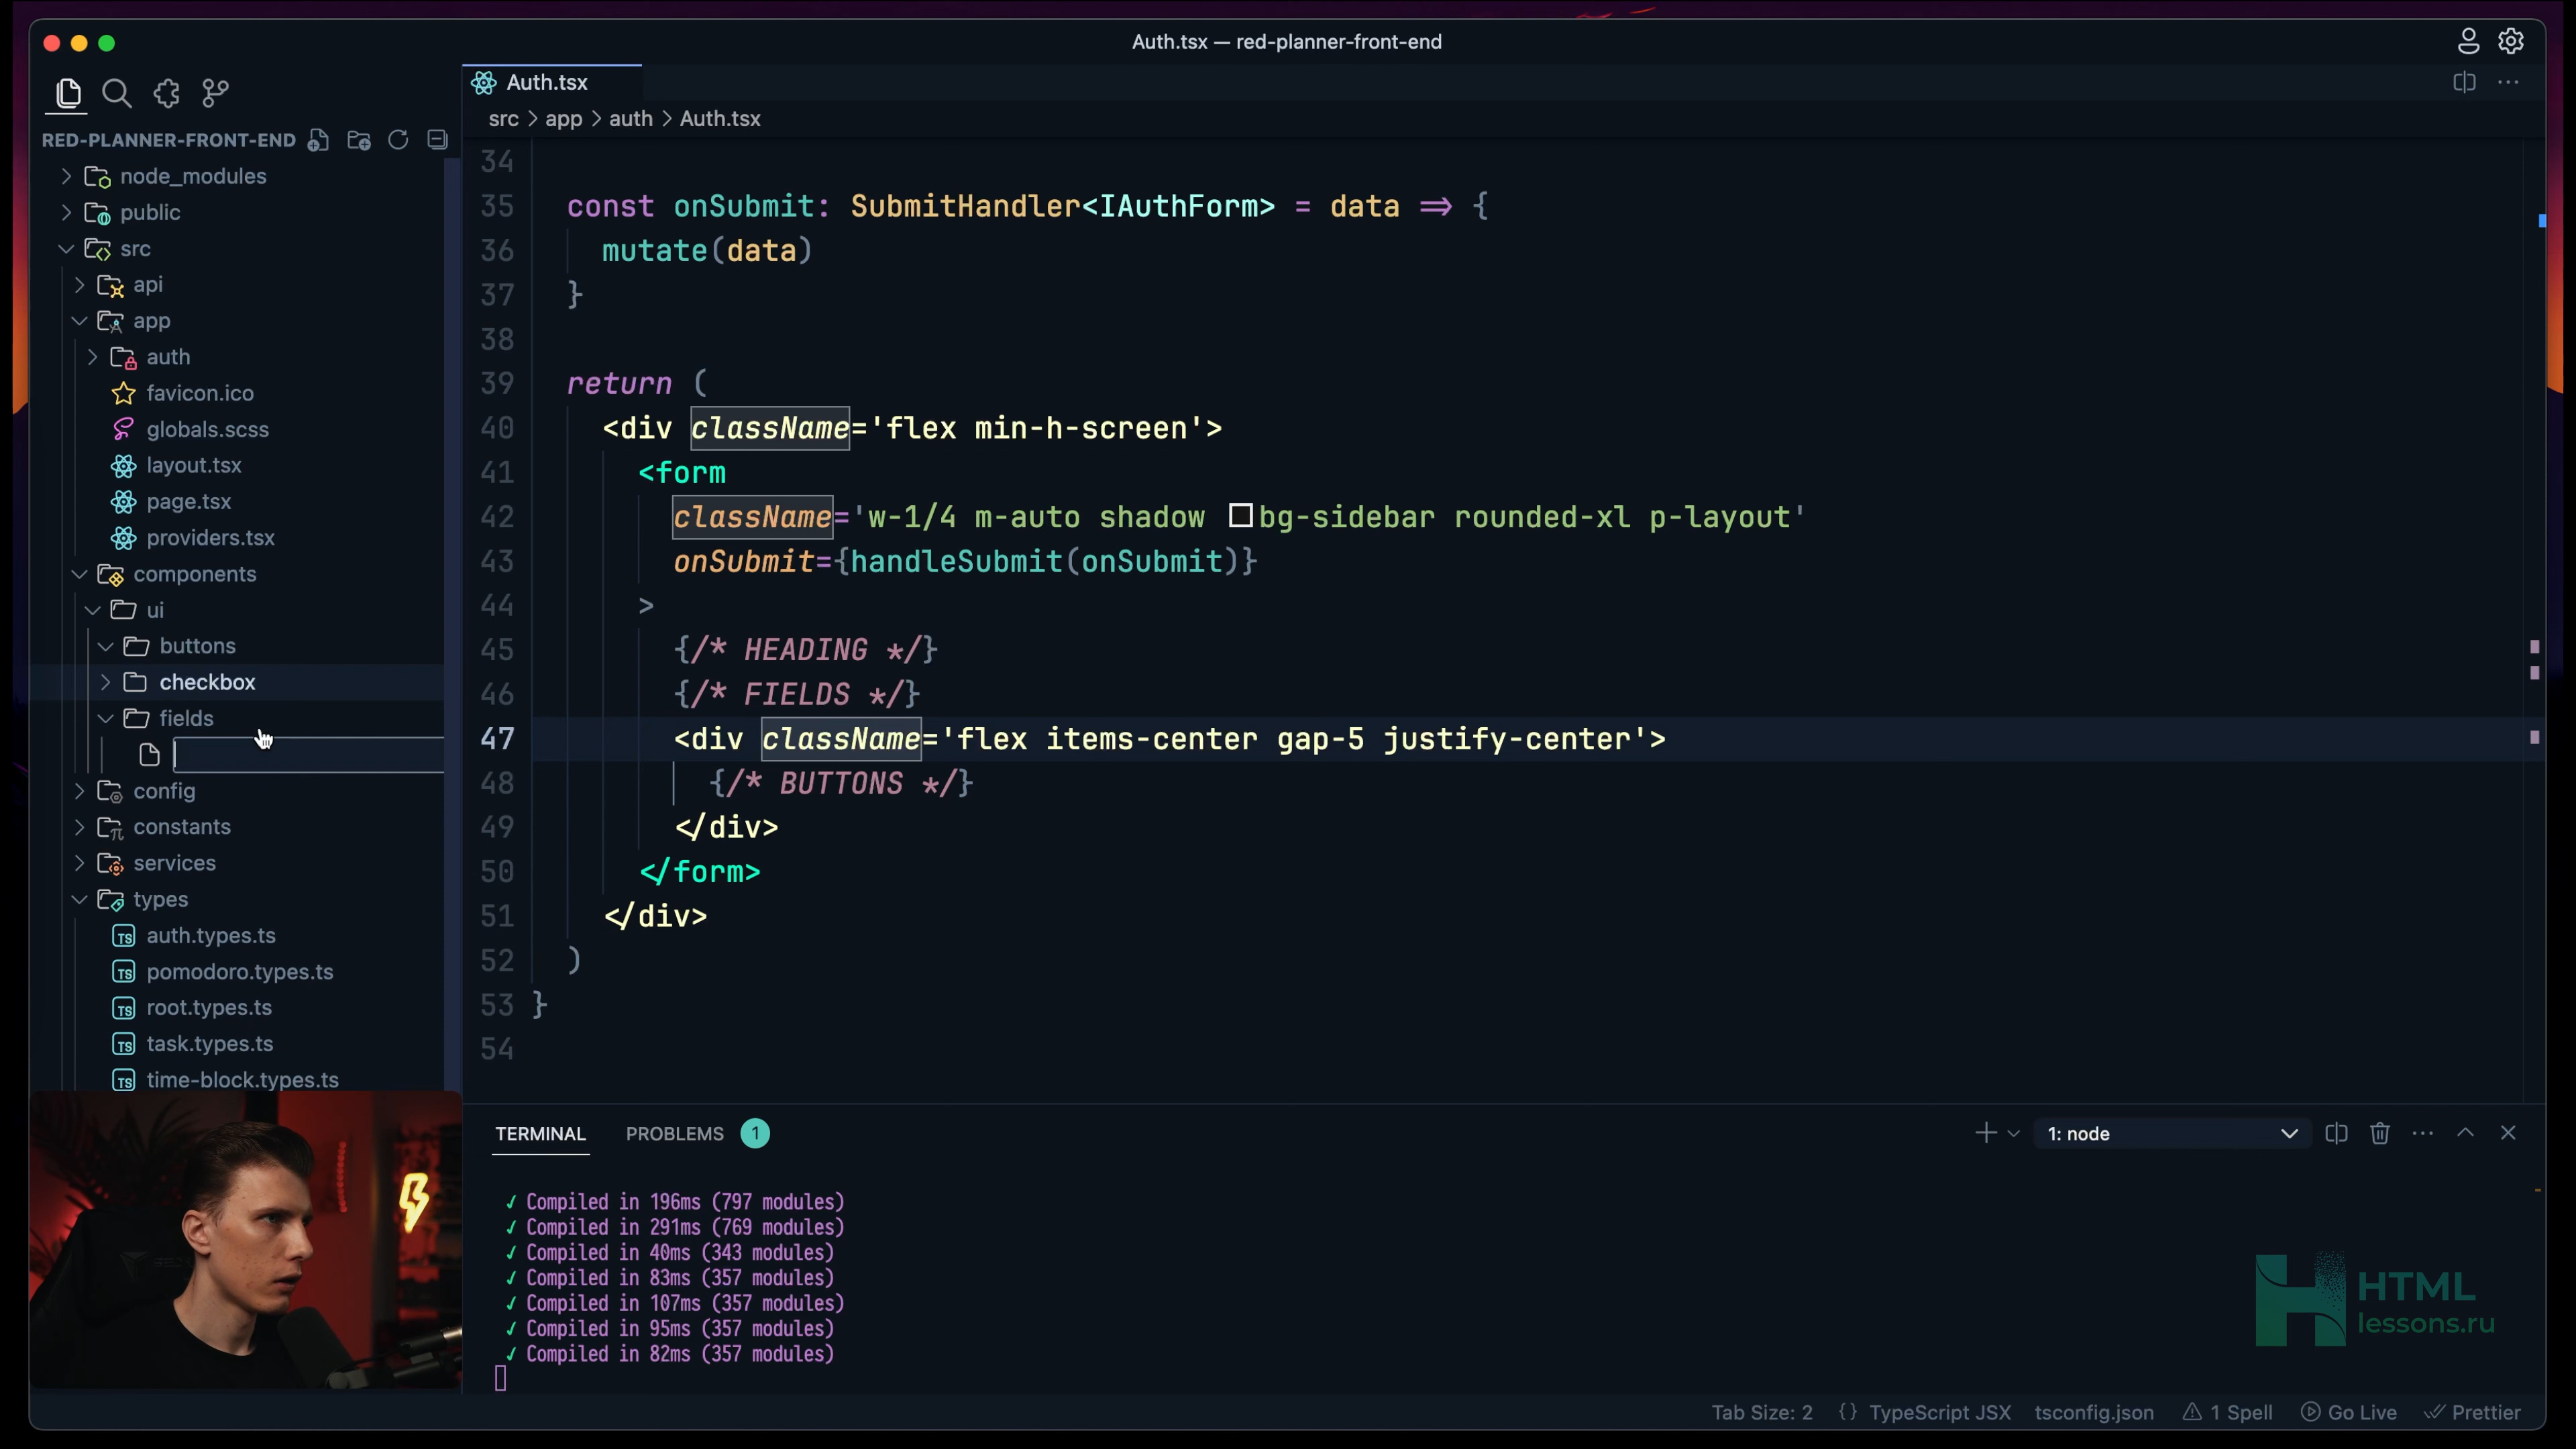 Auth.tsx — red-planner-front-end
RED-PLANNER-FRONT-END
node_modules
public
src
api
app
auth
favicon.ico
globals.scss
layout.tsx
page.tsx
providers.tsx
components
ui
buttons
checkbox
fields
config
constants
services
types
auth.types.ts
pomodoro.types.ts
root.types.ts
task.types.ts
time-block.types.ts
Auth.tsx
src > app > auth > Auth.tsx
34
35 const onSubmit: SubmitHandler<IAuthForm> = data => {
36 mutate(data)
37 }
38
39 return (
40 <div className='flex min-h-screen'>
41 <form
42 className='w-1/4 m-auto shadow bg-sidebar rounded-xl p-layout'
43 onSubmit={handleSubmit(onSubmit)}
44 >
45 {/* HEADING */}
46 {/* FIELDS */}
47 <div className='flex items-center gap-5 justify-center'>
48 {/* BUTTONS */}
49 </div>
50 </form>
51 </div>
52 )
53 }
54
TERMINAL PROBLEMS 1
1: node
✓ Compiled in 196ms (797 modules)
✓ Compiled in 291ms (769 modules)
✓ Compiled in 40ms (343 modules)
✓ Compiled in 83ms (357 modules)
✓ Compiled in 107ms (357 modules)
✓ Compiled in 95ms (357 modules)
✓ Compiled in 82ms (357 modules)
HTML
lessons.ru
Tab Size: 2 {} TypeScript JSX tsconfig.json 1 Spell Go Live Prettier